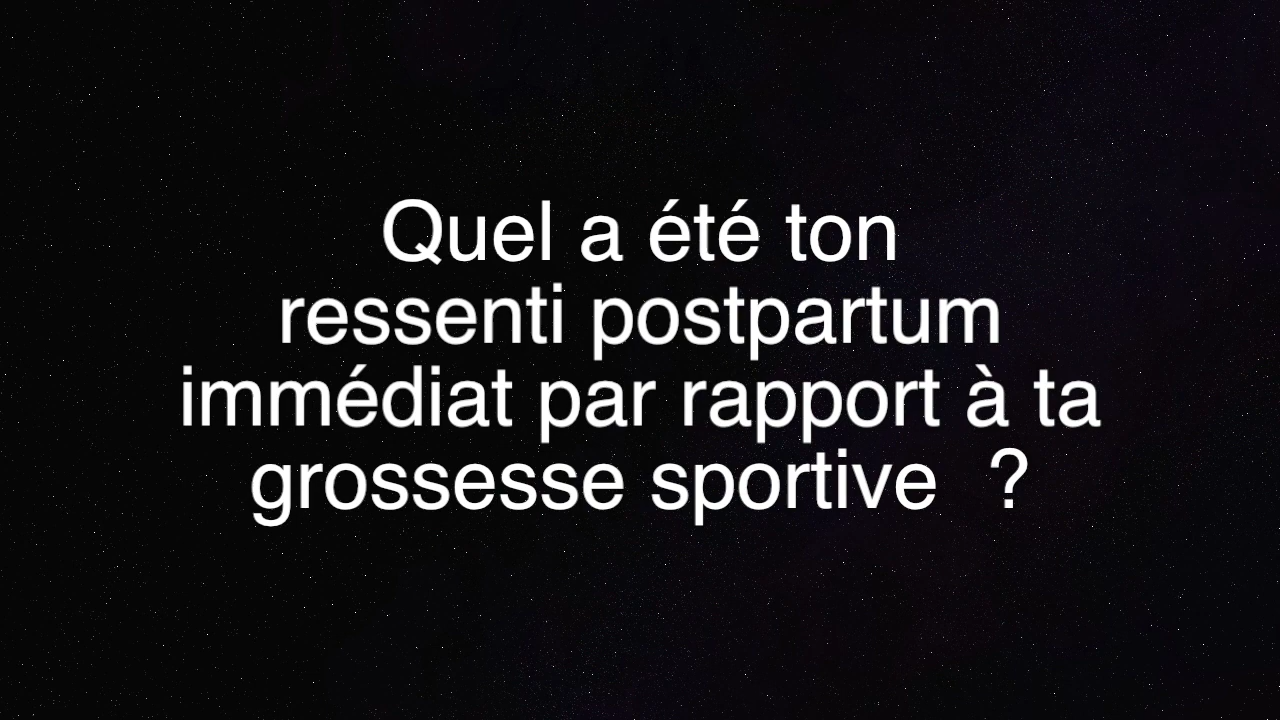 Quel a été ton
ressenti postpartum
immédiat par rapport à ta
grossesse sportive  ?